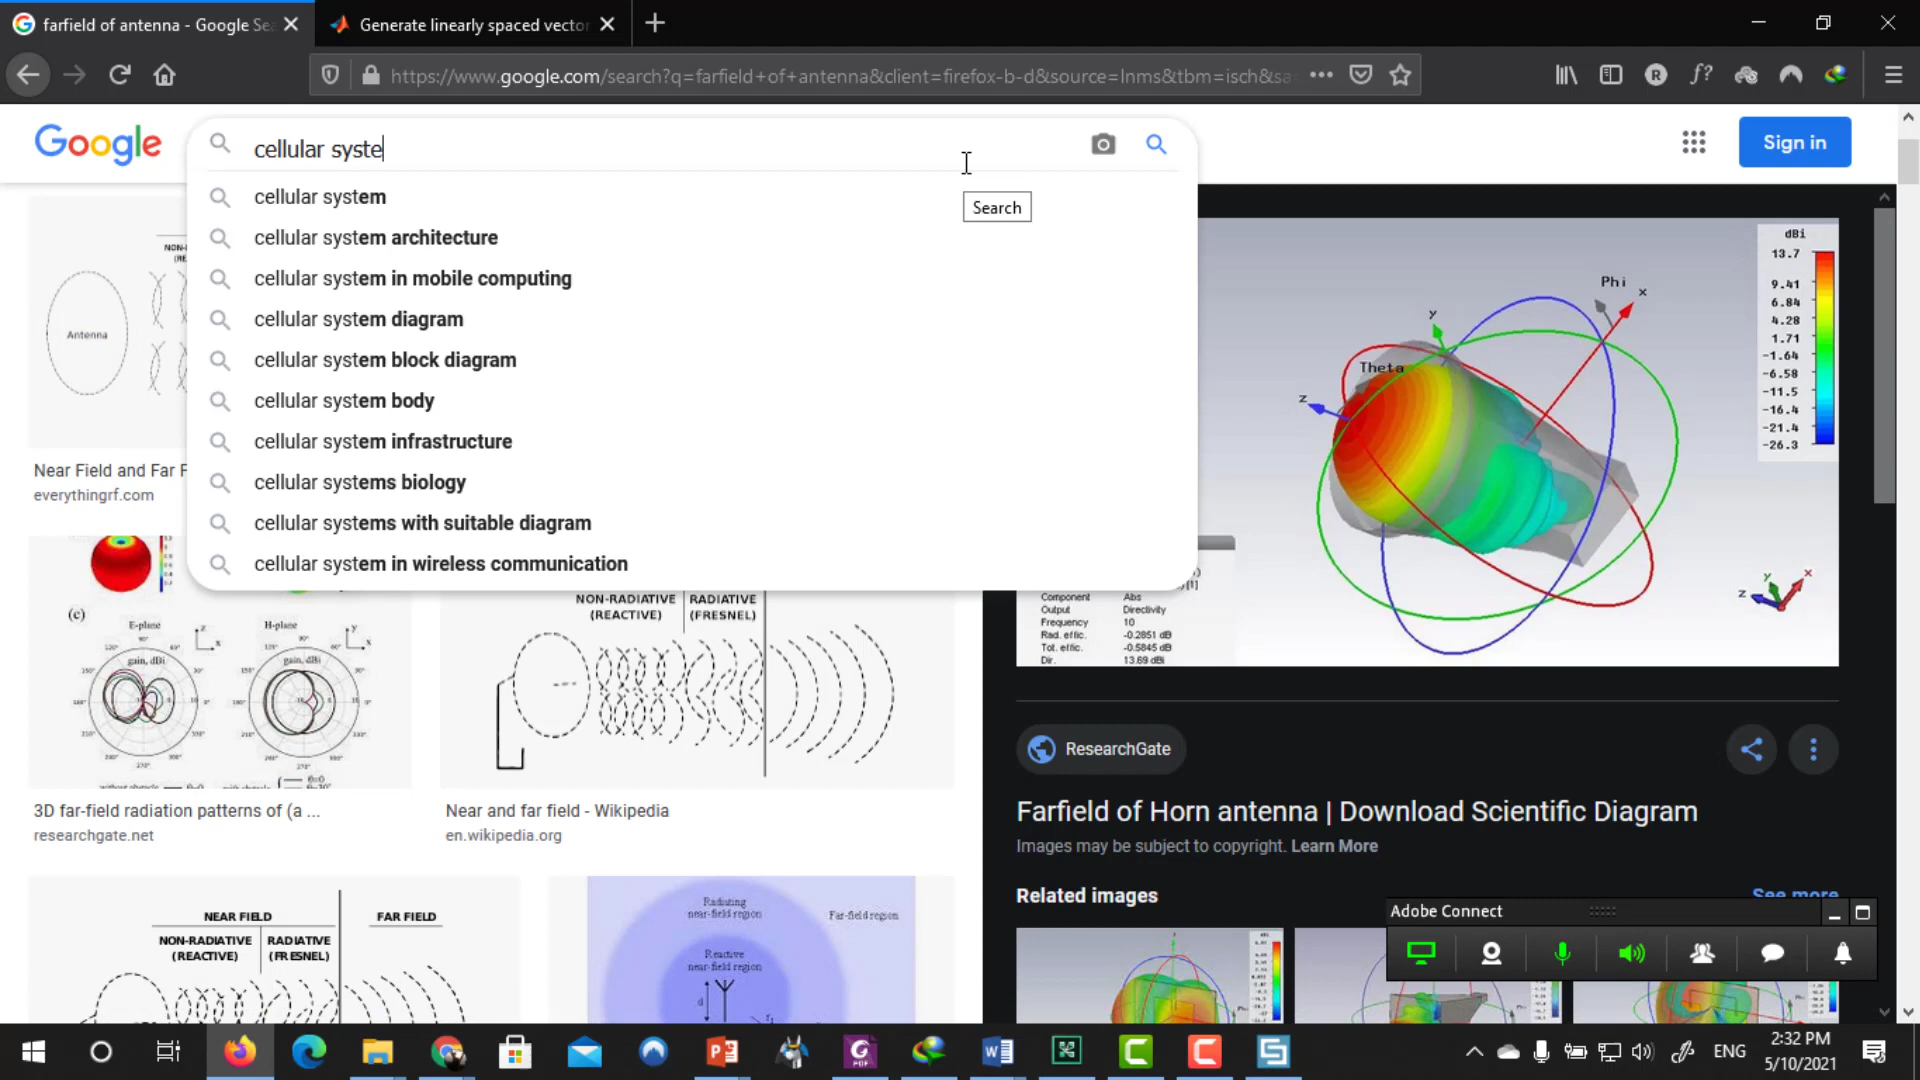 farfield of antenna - Google Sea
Generate linearly spaced vector
https://www.google.com/search?q=farfield+of+antenna&client=firefox-b-d&source=lnms&tbm=isch&sa
Google
cellular syste
Sign in
cellular system
cellular system architecture
cellular system in mobile computing
cellular system diagram
cellular system block diagram
cellular system body
cellular system infrastructure
cellular systems biology
cellular systems with suitable diagram
cellular system in wireless communication
Search
Antenna
Near Field and Far F
everythingrf.com
dBi
13.7
9.41
6.84
4.28
1.71
-1.64
-6.58
-11.5
-16.4
-21.4
-26.3
Phi
x
y
Theta
z
z y x
Component Abs
Output Directivity
Frequency 10
Rad. effic. -0.2851 dB
Tot. effic. -0.5845 dB
Dir. 13.69 dBi
(c)
E-plane
H-plane
gain, dBi
gain, dBi
3D far-field radiation patterns of (a ...
researchgate.net
NON-RADIATIVE
(REACTIVE)
RADIATIVE
(FRESNEL)
Near and far field - Wikipedia
en.wikipedia.org
ResearchGate
Farfield of Horn antenna | Download Scientific Diagram
Images may be subject to copyright. Learn More
Related images
See more
NEAR FIELD
FAR FIELD
NON-RADIATIVE
(REACTIVE)
RADIATIVE
(FRESNEL)
Radiating
near-field region
Far-field region
Reactive
near-field region
d
Adobe Connect
ENG
2:32 PM
5/10/2021